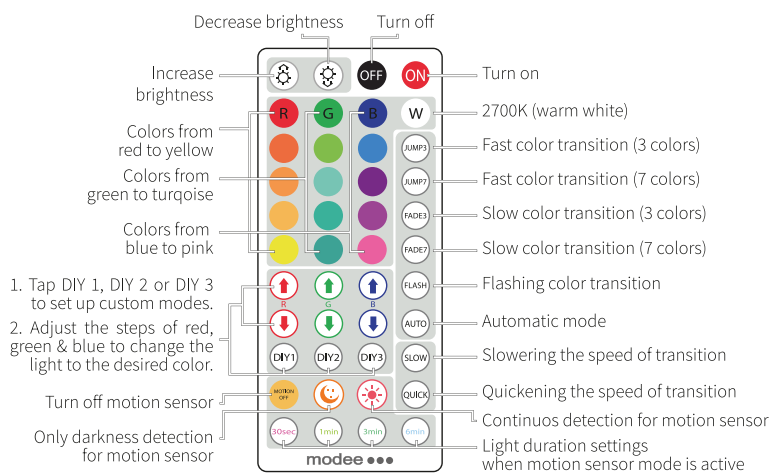 Decrease brightness
Turn off
Increase
brightness
OFF
ON
Turn on
R
G
B
W
2700K (warm white)
Colors from
red to yellow
JUMP3
Fast color transition (3 colors)
Colors from
green to turqoise
JUMP7
Fast color transition (7 colors)
Colors from
blue to pink
FADE3
Slow color transition (3 colors)
FADE7
Slow color transition (7 colors)
1. Tap DIY 1, DIY 2 or DIY 3
to set up custom modes.
2. Adjust the steps of red,
green & blue to change the
light to the desired color.
R
G
B
FLASH
Flashing color transition
AUTO
Automatic mode
DIY1
DIY2
DIY3
SLOW
Slowering the speed of transition
Turn off motion sensor
MOTION
OFF
QUICK
Quickening the speed of transition
Continuos detection for motion sensor
Only darkness detection
for motion sensor
30sec
1min
3min
6min
Light duration settings
when motion sensor mode is active
modee